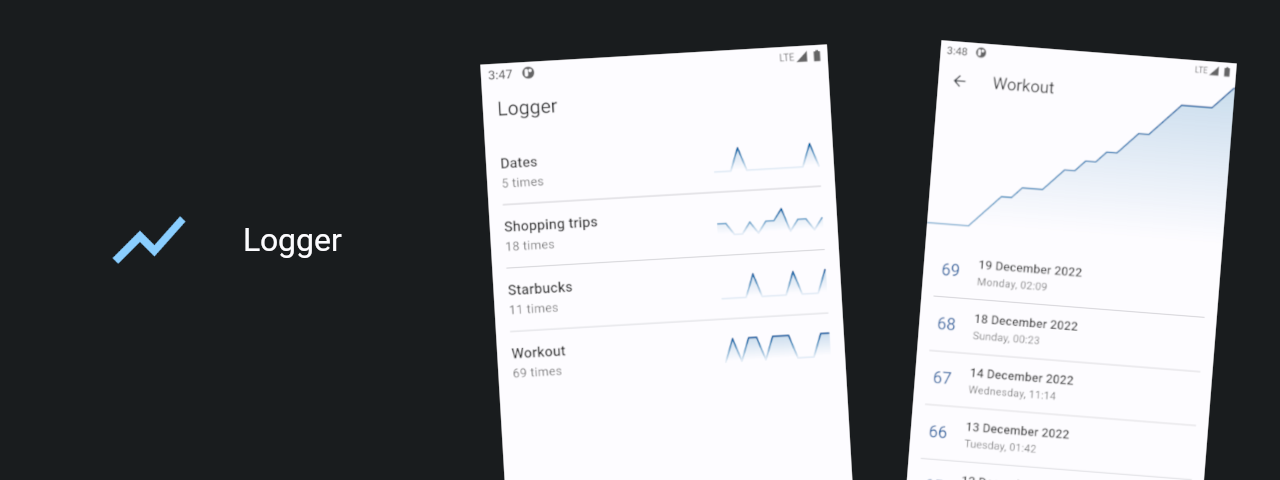 Logger
3:47
LTE
Logger
Dates
5 times
Shopping trips
18 times
Starbucks
11 times
Workout
69 times
3:48
LTE
Workout
69
19 December 2022
Monday, 02:09
68
18 December 2022
Sunday, 00:23
67
14 December 2022
Wednesday, 11:14
66
13 December 2022
Tuesday, 01:42